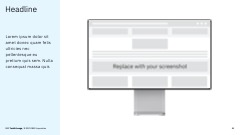 Headline
Lorem ipsum dolor sit
amet donec quam felis
ultricies nec
pellentesque eu
pretium quis sem. Nulla
consequat massa quis
Replace with your screenshot